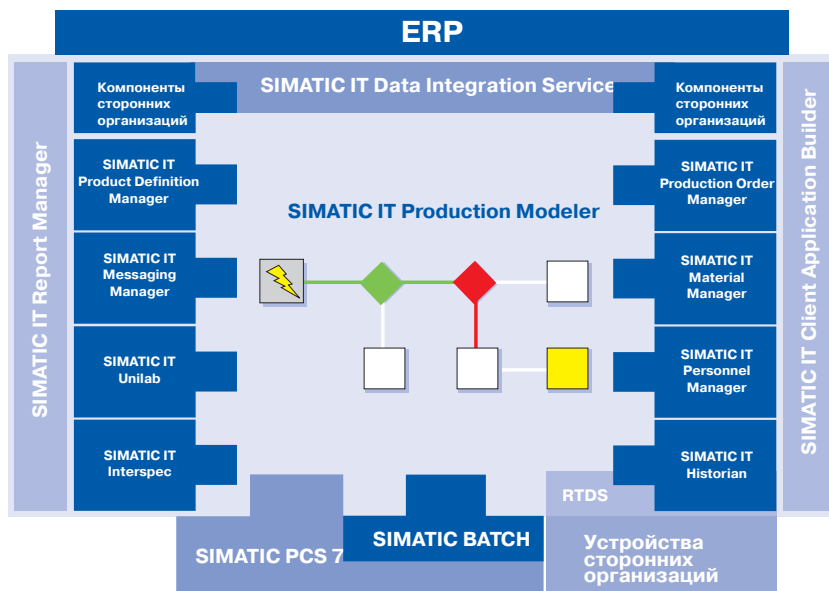 ERP
SIMATIC IT Report Manager
Компоненты
сторонних
организаций
SIMATIC IT
Product Definition
Manager
SIMATIC IT
Messaging
Manager
SIMATIC IT
Unilab
SIMATIC IT
Interspec
SIMATIC IT Data Integration Service
SIMATIC IT Production Modeler
Компоненты
сторонних
организаций
SIMATIC IT
Production Order
Manager
SIMATIC IT
Material
Manager
SIMATIC IT
Personnel
Manager
SIMATIC IT
Historian
SIMATIC IT Client Application Builder
RTDS
SIMATIC PCS 7
SIMATIC BATCH
Устройства
сторонних
организаций